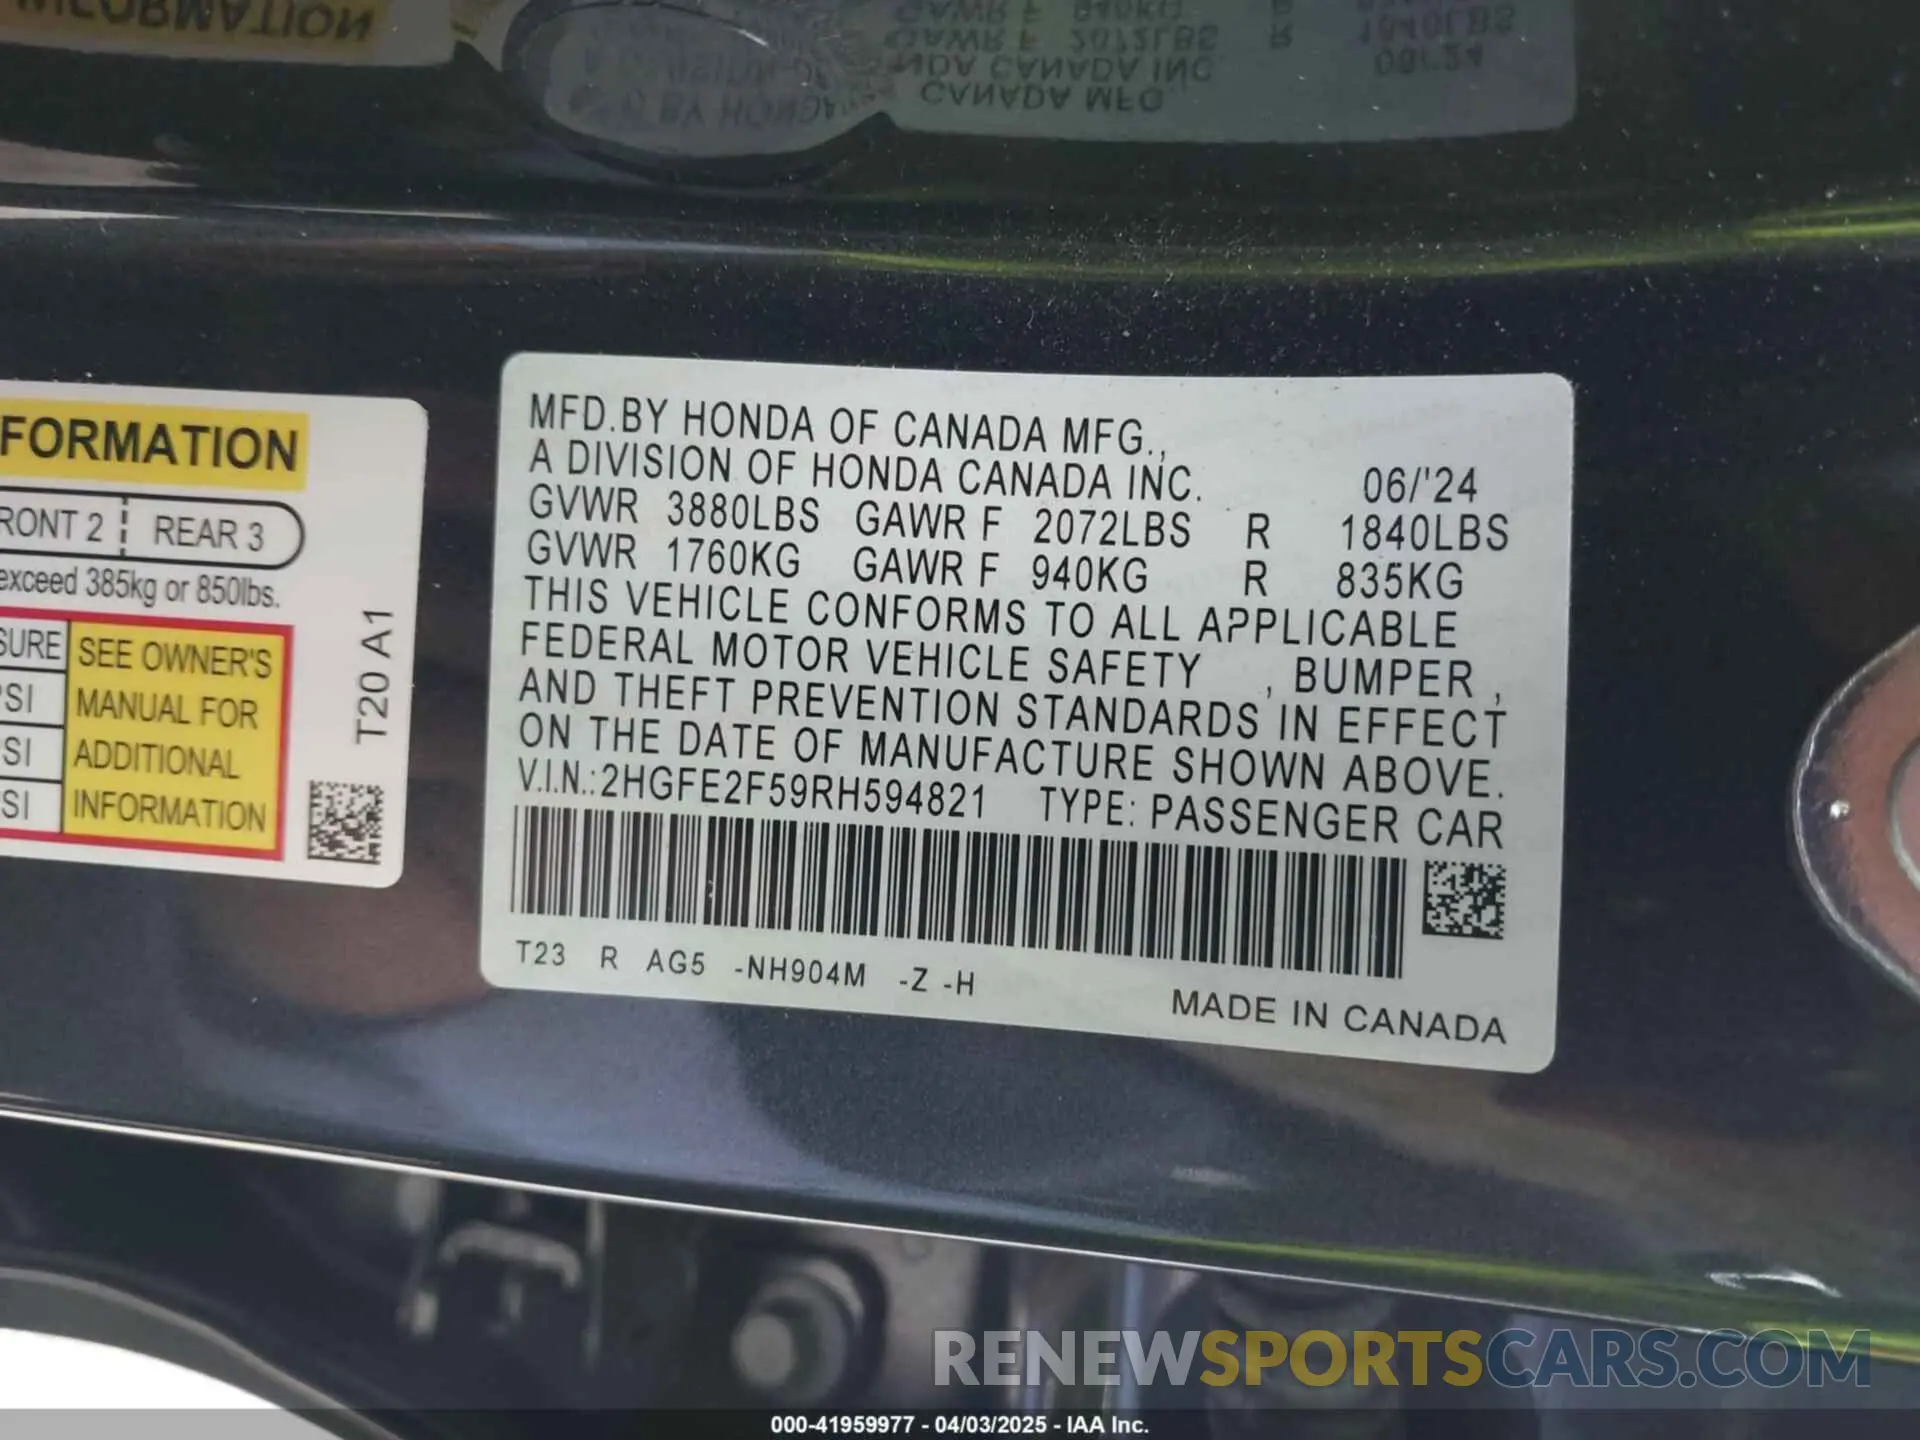 FORMATION
RONT 2 REAR 3
exceed 385kg or 850lbs.
SURE
PSI
SI
SI
SEE OWNER'S
MANUAL FOR
ADDITIONAL
INFORMATION
T20 A1
MFD.BY HONDA OF CANADA MFG.,
A DIVISION OF HONDA CANADA INC. 06/'24
GVWR 3880LBS GAWR F 2072LBS R 1840LBS
GVWR 1760KG GAWR F 940KG R 835KG
THIS VEHICLE CONFORMS TO ALL APPLICABLE
FEDERAL MOTOR VEHICLE SAFETY , BUMPER ,
AND THEFT PREVENTION STANDARDS IN EFFECT
ON THE DATE OF MANUFACTURE SHOWN ABOVE.
V.I.N.:2HGFE2F59RH594821 TYPE: PASSENGER CAR
T23 R AG5 -NH904M -Z -H
MADE IN CANADA
RENEWSPORTSCARS.COM
000-41959977 - 04/03/2025 - IAA Inc.